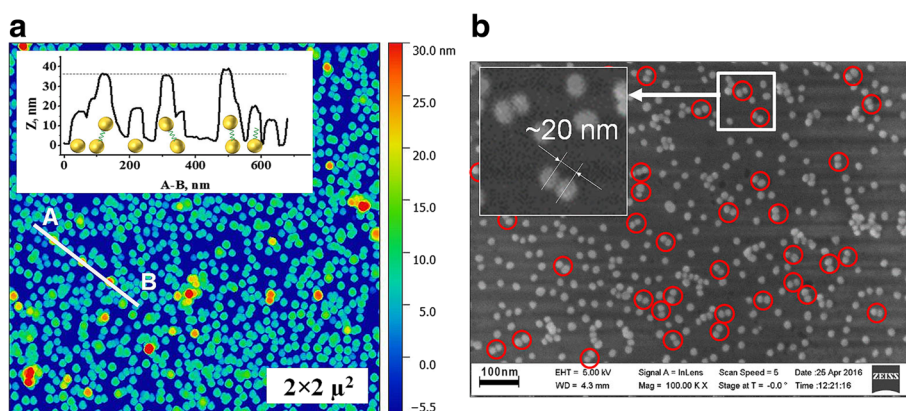 a
30.0 nm
25.0
20.0
15.0
10.0
5.0
0.0
−5.5
Z, nm
40
30
20
10
0
0 200 400 600
A-B, nm
A
B
2×2 μ²
b
~20 nm
100nm
EHT = 5.00 kV Signal A = InLens Scan Speed = 5 Date :25 Apr 2016
WD = 4.3 mm Mag = 100.00 K X Stage at T = -0.0 ° Time :12:21:16
ZEISS